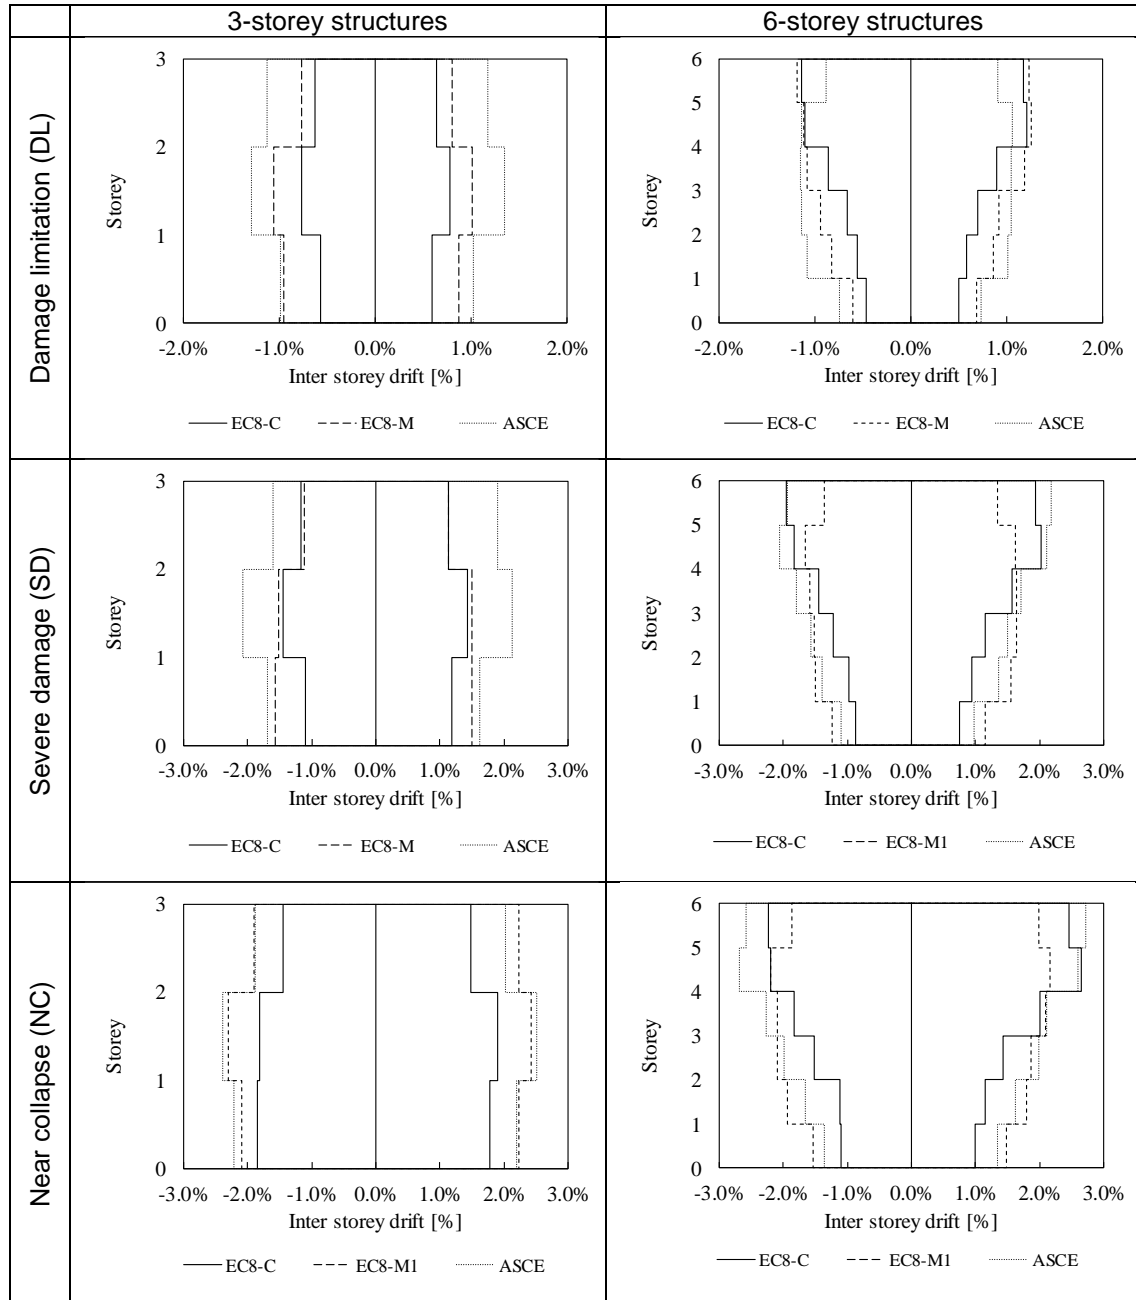 3-storey structures
6-storey structures
Damage limitation (DL)
3
2
1
0
Storey
-2.0% -1.0% 0.0% 1.0% 2.0%
Inter storey drift [%]
EC8-C EC8-M ASCE
6
5
4
3
2
1
0
Storey
-2.0% -1.0% 0.0% 1.0% 2.0%
Inter storey drift [%]
EC8-C EC8-M ASCE
Severe damage (SD)
3
2
1
0
Storey
-3.0% -2.0% -1.0% 0.0% 1.0% 2.0% 3.0%
Inter storey drift [%]
EC8-C EC8-M ASCE
6
5
4
3
2
1
0
Storey
-3.0% -2.0% -1.0% 0.0% 1.0% 2.0% 3.0%
Inter storey drift [%]
EC8-C EC8-M1 ASCE
Near collapse (NC)
3
2
1
0
Storey
-3.0% -2.0% -1.0% 0.0% 1.0% 2.0% 3.0%
Inter storey drift [%]
EC8-C EC8-M1 ASCE
6
5
4
3
2
1
0
Storey
-3.0% -2.0% -1.0% 0.0% 1.0% 2.0% 3.0%
Inter storey drift [%]
EC8-C EC8-M1 ASCE